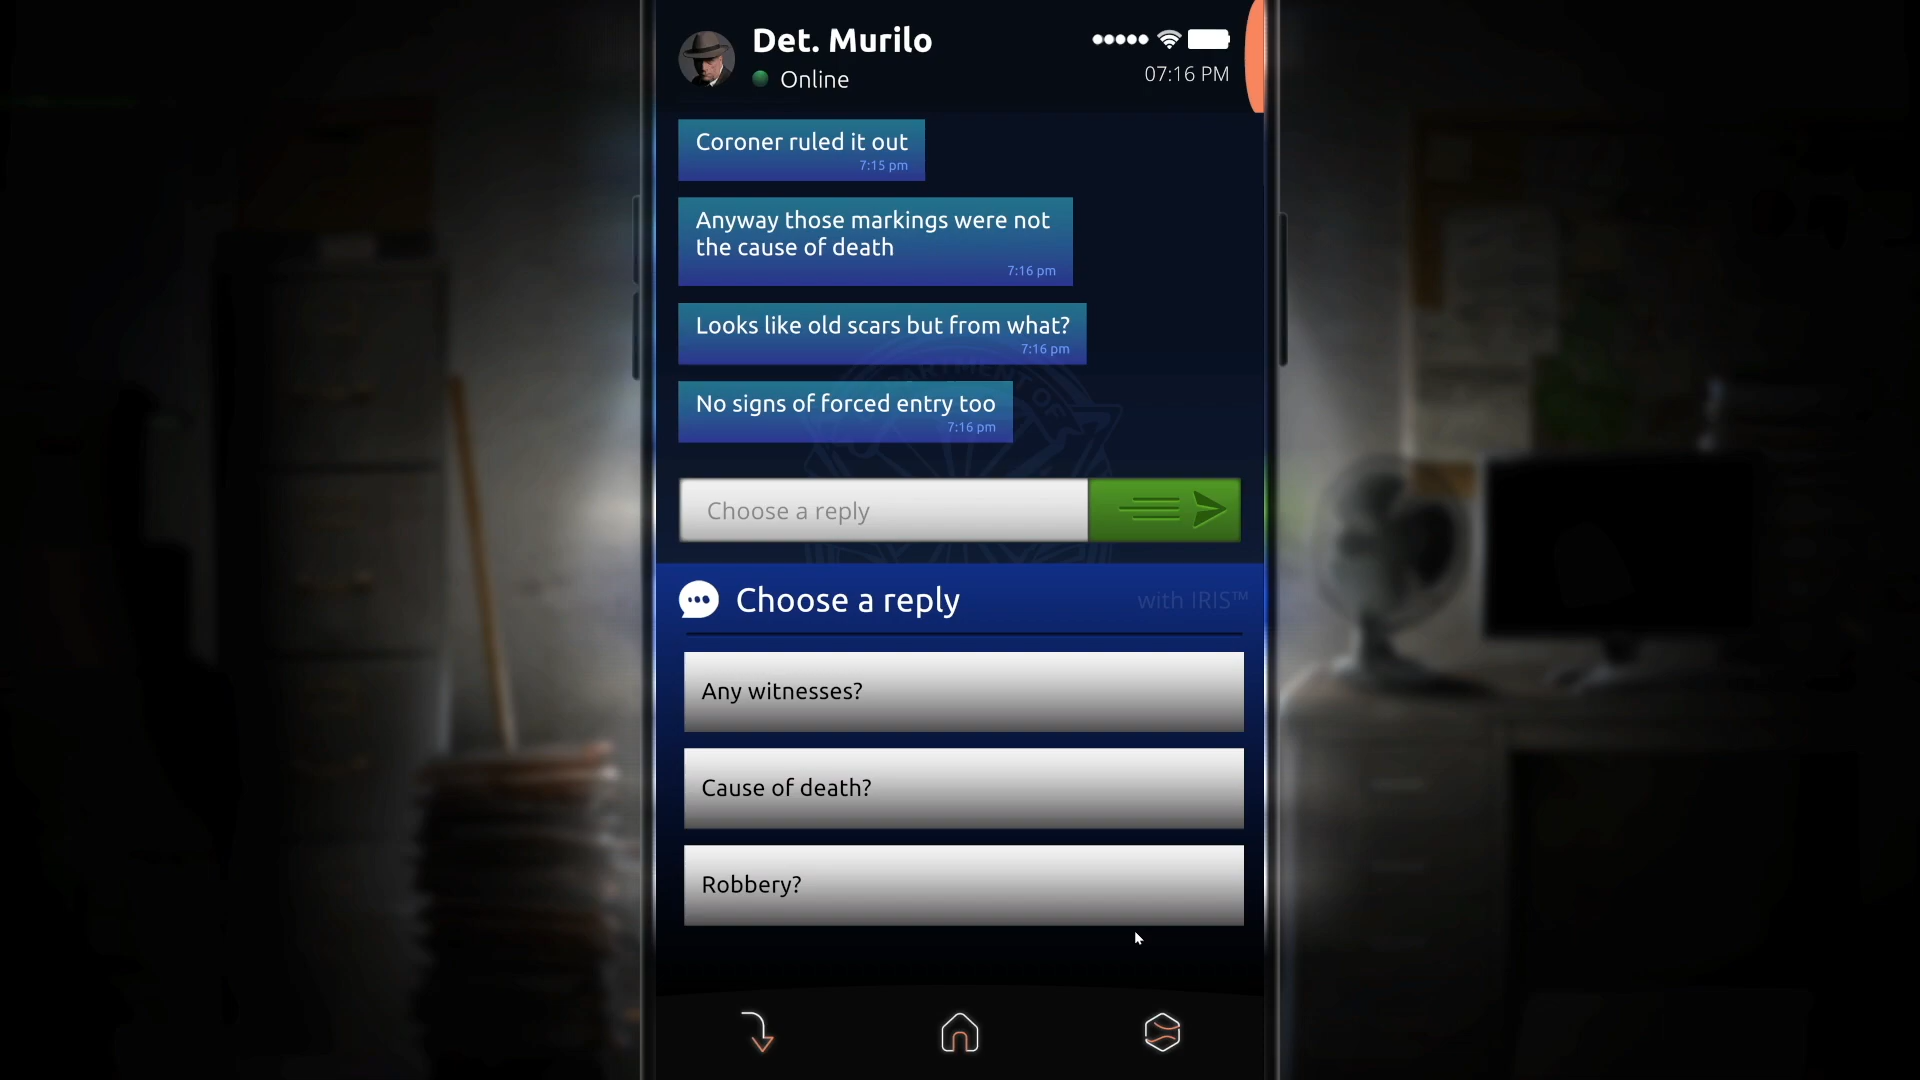 Det. Murilo
Online
07:16 PM
Coroner ruled it out
7:15 pm
Anyway those markings were not
the cause of death
7:16 pm
Looks like old scars but from what?
7:16 pm
No signs of forced entry too
7:16 pm
DEPARTMENT OF
Choose a reply
Choose a reply
with IRIS™
Any witnesses?
Cause of death?
Robbery?